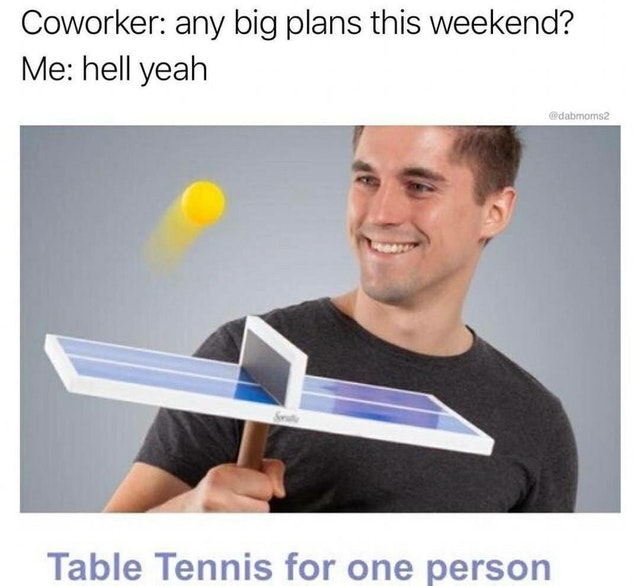 Coworker: any big plans this weekend?
Me: hell yeah
@dabmoms2
Table Tennis for one person